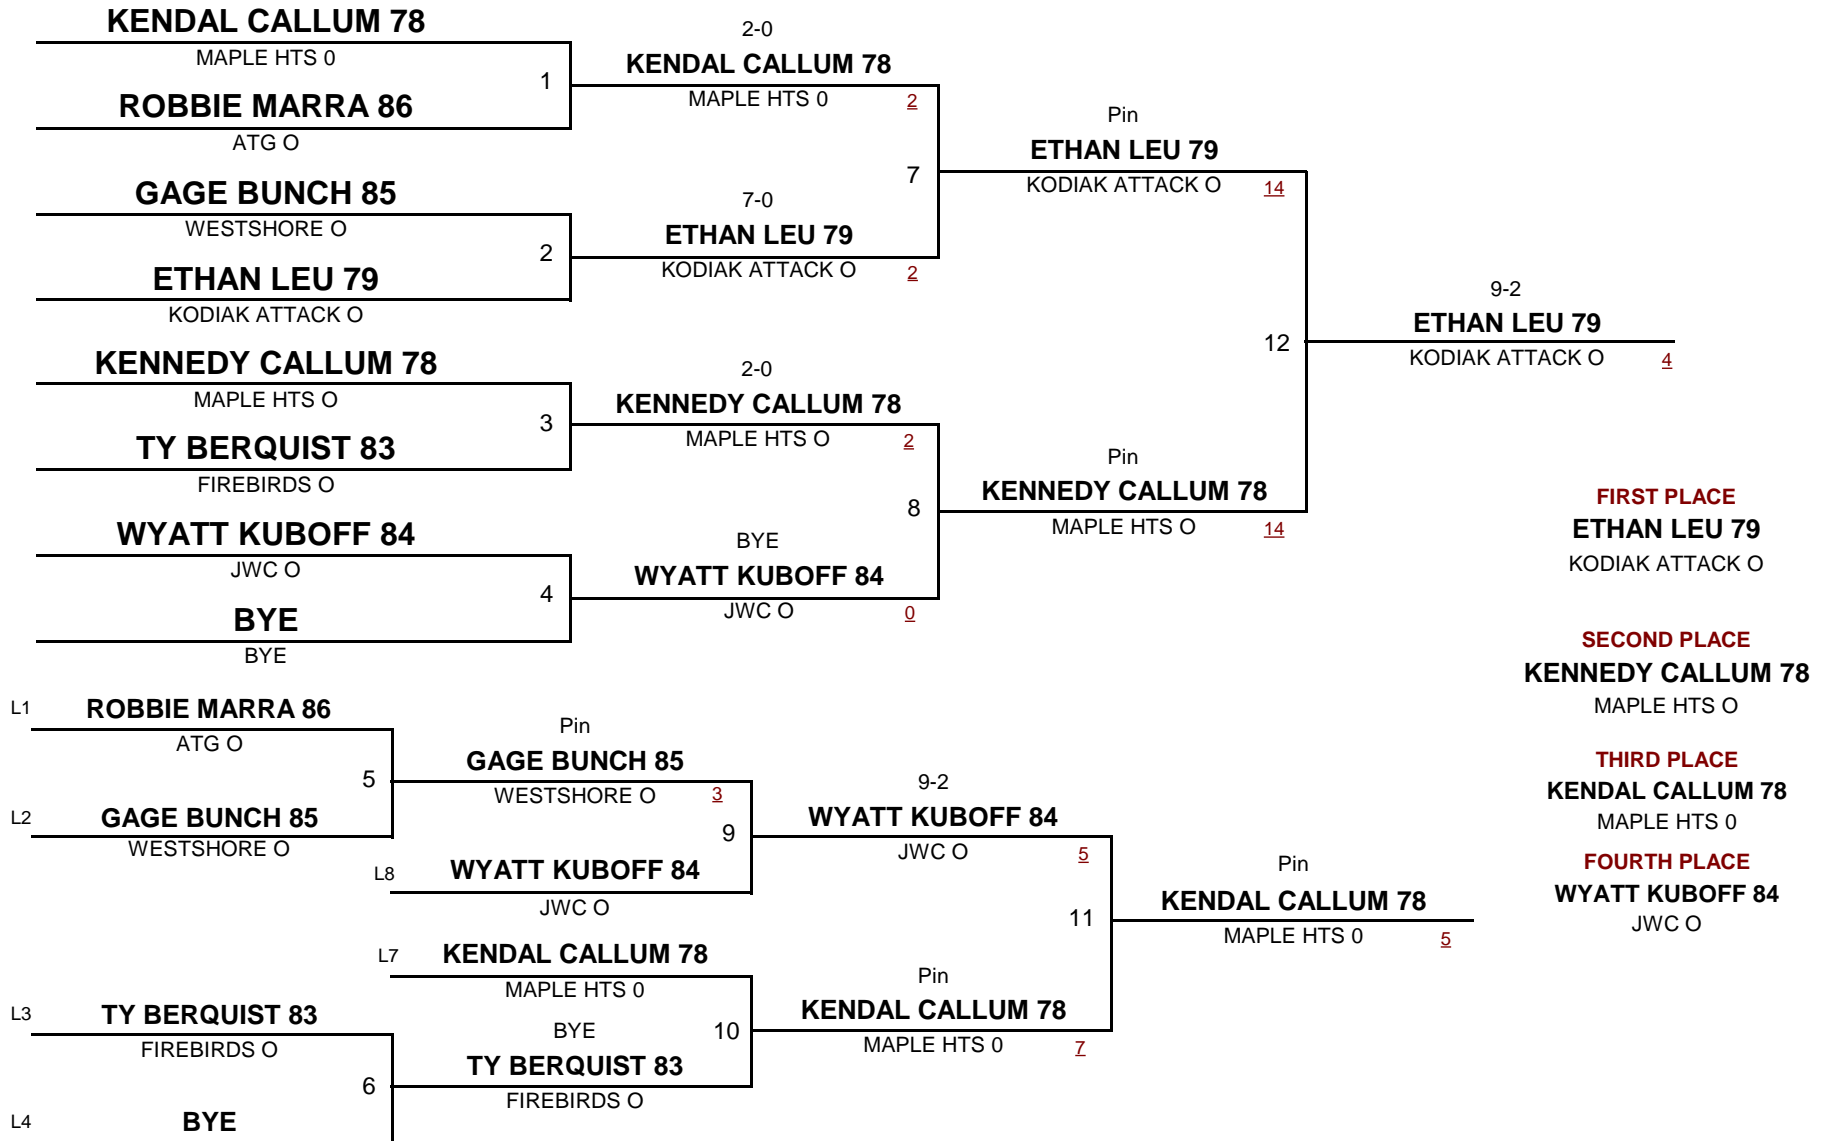 KENDAL CALLUM 78
MAPLE HTS 0
1
ROBBIE MARRA 86
ATG O
GAGE BUNCH 85
WESTSHORE O
2
ETHAN LEU 79
KODIAK ATTACK O
KENNEDY CALLUM 78
MAPLE HTS O
3
TY BERQUIST 83
FIREBIRDS O
WYATT KUBOFF 84
JWC O
4
BYE
BYE
2-0
KENDAL CALLUM 78
MAPLE HTS 0 2
7
7-0
ETHAN LEU 79
KODIAK ATTACK O 2
2-0
KENNEDY CALLUM 78
MAPLE HTS O 2
8
BYE
WYATT KUBOFF 84
JWC O 0
Pin
ETHAN LEU 79
KODIAK ATTACK O 14
12
Pin
KENNEDY CALLUM 78
MAPLE HTS O 14
9-2
ETHAN LEU 79
KODIAK ATTACK O 4
FIRST PLACE
ETHAN LEU 79
KODIAK ATTACK O
SECOND PLACE
KENNEDY CALLUM 78
MAPLE HTS O
THIRD PLACE
KENDAL CALLUM 78
MAPLE HTS 0
FOURTH PLACE
WYATT KUBOFF 84
JWC O
L1 ROBBIE MARRA 86
ATG O
5
L2 GAGE BUNCH 85
WESTSHORE O
L3 TY BERQUIST 83
FIREBIRDS O
6
L4 BYE
Pin
GAGE BUNCH 85
WESTSHORE O 3
9
L8 WYATT KUBOFF 84
JWC O
L7 KENDAL CALLUM 78
MAPLE HTS 0
10
BYE
TY BERQUIST 83
FIREBIRDS O
9-2
WYATT KUBOFF 84
JWC O 5
11
Pin
KENDAL CALLUM 78
MAPLE HTS 0 7
Pin
KENDAL CALLUM 78
MAPLE HTS 0 5